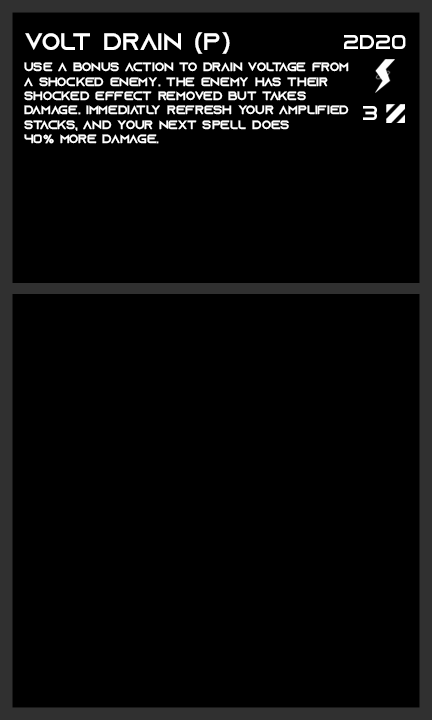 VOLT DRAIN (P)
2D20
USE A BONUS ACTION TO DRAIN VOLTAGE FROM
A SHOCKED ENEMY. THE ENEMY HAS THEIR
SHOCKED EFFECT REMOVED BUT TAKES
DAMAGE. IMMEDIATLY REFRESH YOUR AMPLIFIED
STACKS, AND YOUR NEXT SPELL DOES
40% MORE DAMAGE.
3